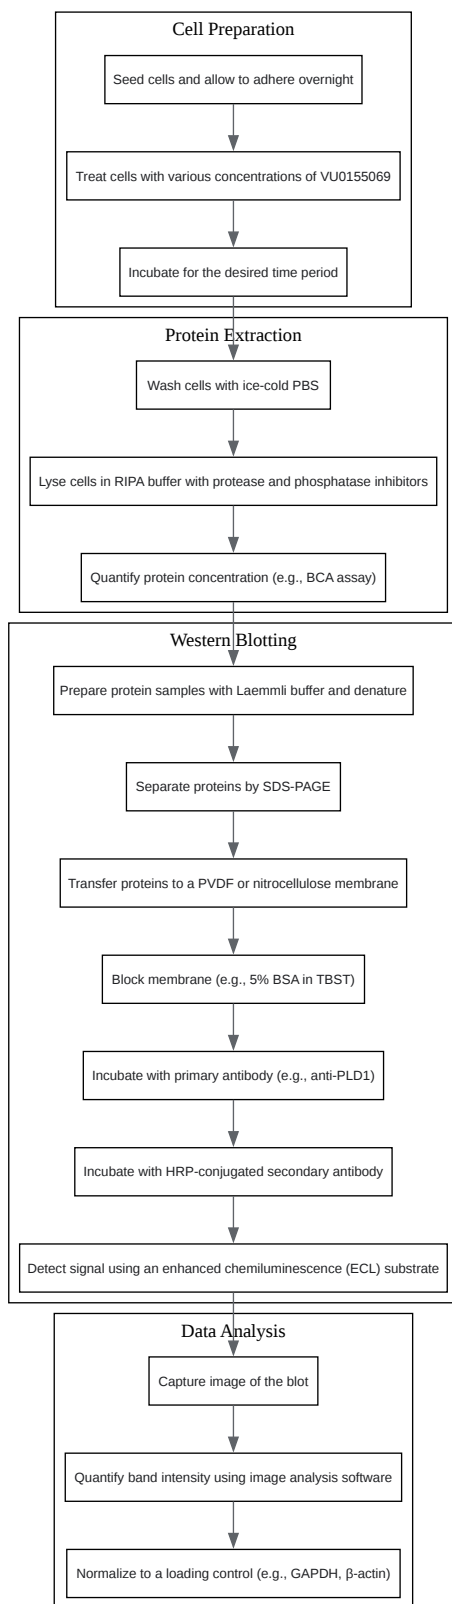 Cell Preparation
Seed cells and allow to adhere overnight
Treat cells with various concentrations of VU0155069
Incubate for the desired time period
Protein Extraction
Wash cells with ice-cold PBS
Lyse cells in RIPA buffer with protease and phosphatase inhibitors
Quantify protein concentration (e.g., BCA assay)
Western Blotting
Prepare protein samples with Laemmli buffer and denature
Separate proteins by SDS-PAGE
Transfer proteins to a PVDF or nitrocellulose membrane
Block membrane (e.g., 5% BSA in TBST)
Incubate with primary antibody (e.g., anti-PLD1)
Incubate with HRP-conjugated secondary antibody
Detect signal using an enhanced chemiluminescence (ECL) substrate
Data Analysis
Capture image of the blot
Quantify band intensity using image analysis software
Normalize to a loading control (e.g., GAPDH, β-actin)